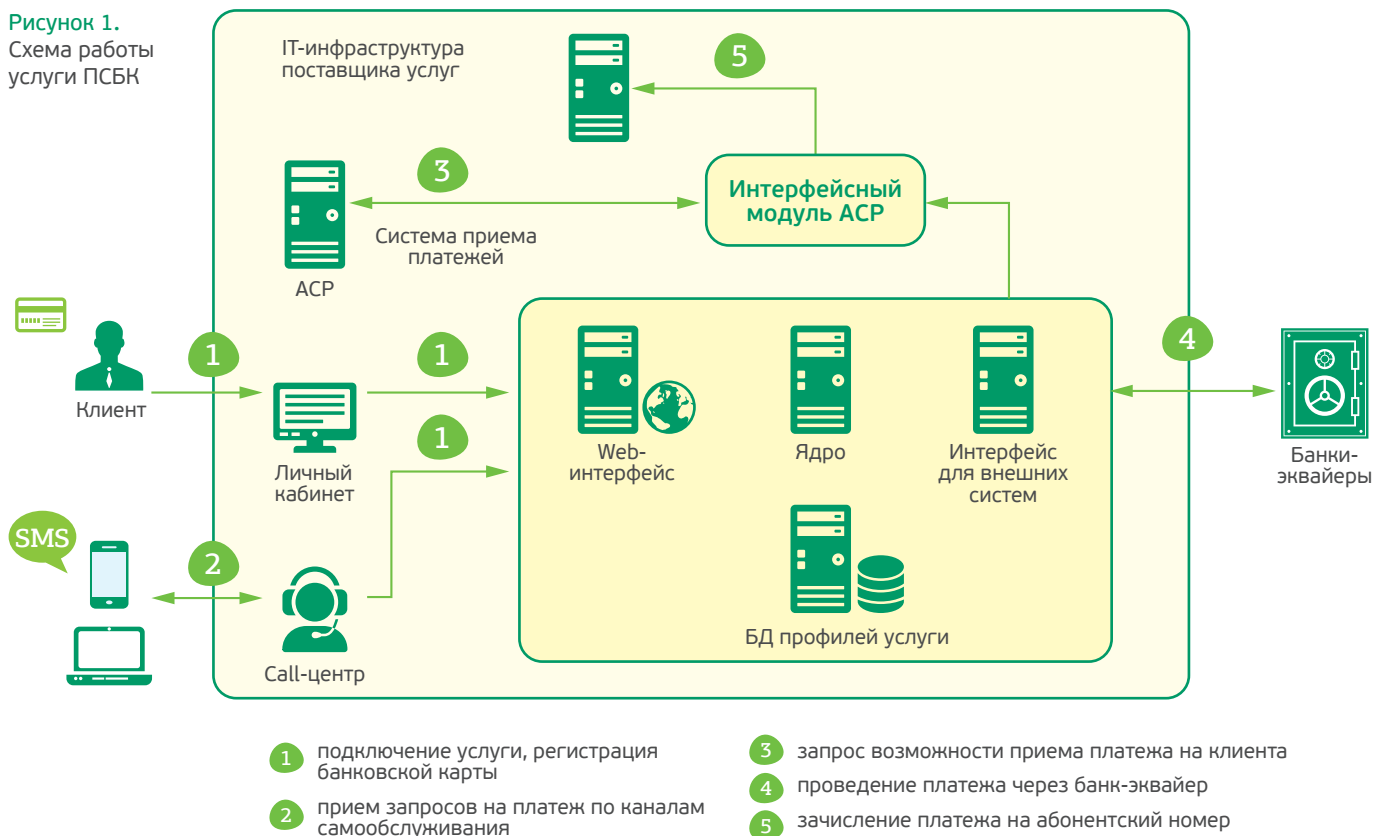 Рисунок 1.
Схема работы
услуги ПСБК
IT-инфраструктура
поставщика услуг
5
3
Интерфейсный
модуль АСР
Система приема
платежей
АСР
1
1
4
Клиент
1
Личный
кабинет
Web-
интерфейс
Ядро
Интерфейс
для внешних
систем
Банки-
эквайеры
SMS
2
БД профилей услуги
Call-центр
1 подключение услуги, регистрация
банковской карты
2 прием запросов на платеж по каналам
самообслуживания
3 запрос возможности приема платежа на клиента
4 проведение платежа через банк-эквайер
5 зачисление платежа на абонентский номер